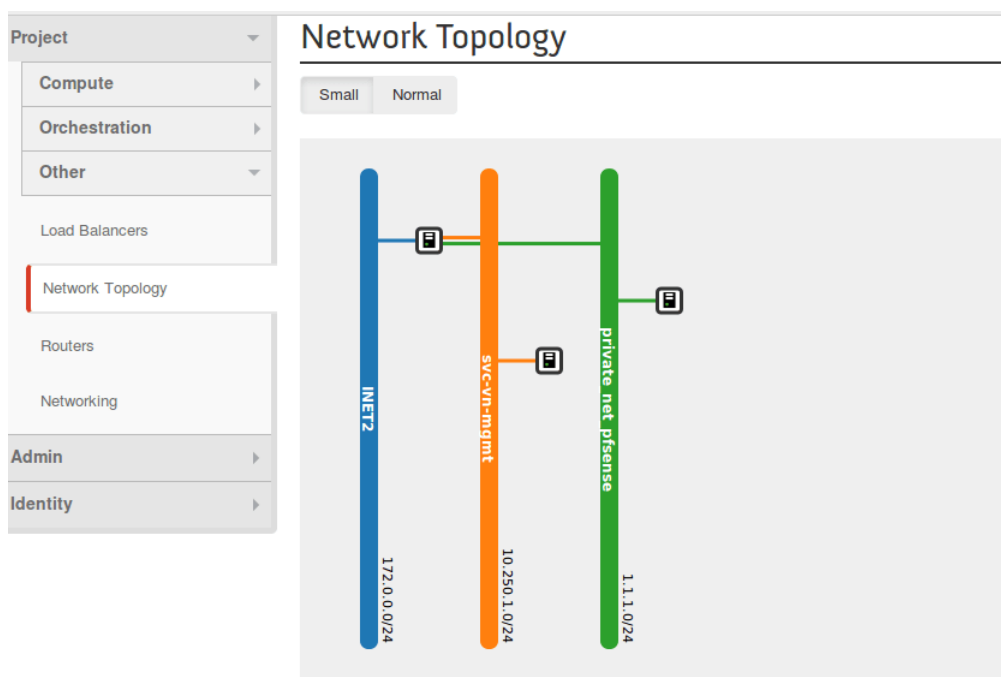 Project
Compute
Orchestration
Other
Load Balancers
Network Topology
Routers
Networking
Admin
Identity
Network Topology
Small Normal
INET2
172.0.0.0/24
svc-vn-mgmt
10.250.1.0/24
private_net_pfsense
1.1.1.0/24